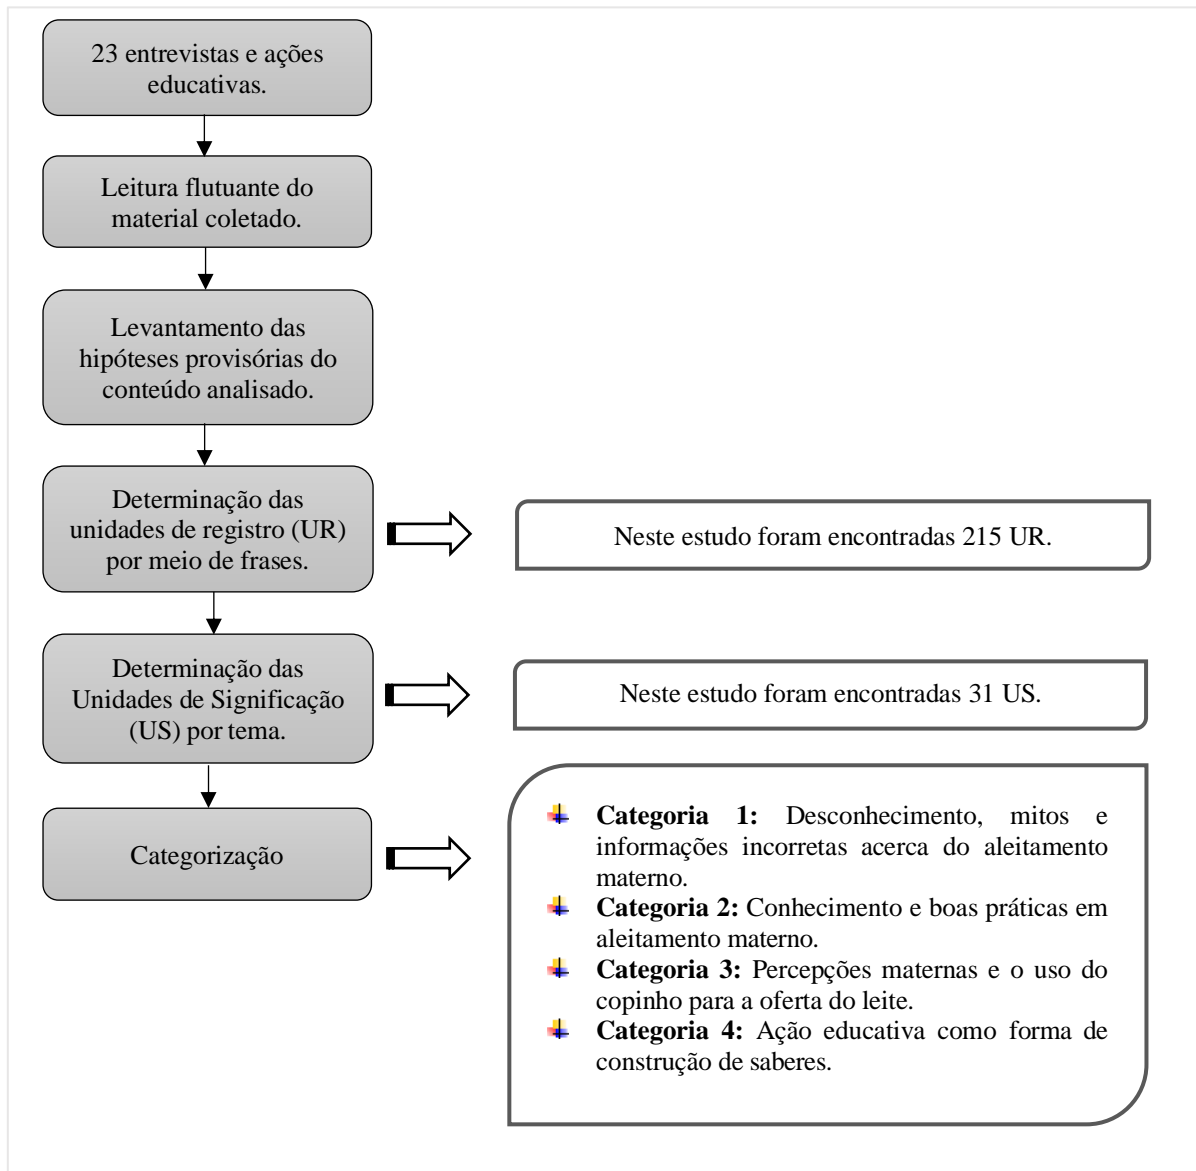 23 entrevistas e ações
educativas.
Leitura flutuante do
material coletado.
Levantamento das
hipóteses provisórias do
conteúdo analisado.
Determinação das
unidades de registro (UR)
por meio de frases.
Neste estudo foram encontradas 215 UR.
Determinação das
Unidades de Significação
(US) por tema.
Neste estudo foram encontradas 31 US.
Categorização
Categoria 1: Desconhecimento, mitos e
informações incorretas acerca do aleitamento
materno.
Categoria 2: Conhecimento e boas práticas em
aleitamento materno.
Categoria 3: Percepções maternas e o uso do
copinho para a oferta do leite.
Categoria 4: Ação educativa como forma de
construção de saberes.